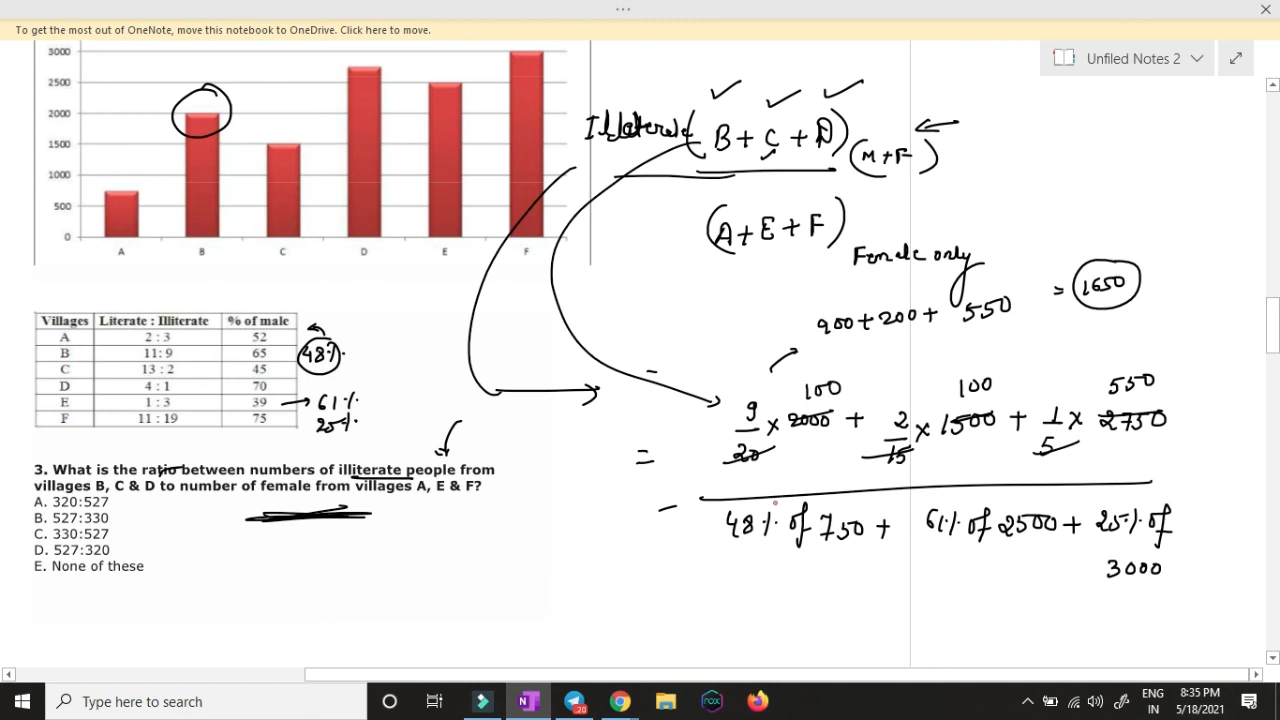 To get the most out of OneNote, move this notebook to OneDrive. Click here to move.
Unfiled Notes 2
3000
2500
2000
1500
1000
500
0
A B C D E F
Illiterate (B + C + D) (M+F)
(A + E + F)
Female only
900 + 200 + 550 = 1650
Villages Literate : Illiterate % of male
A 2 : 3 52
B 11: 9 65 48%
C 13 : 2 45
D 4 : 1 70
E 1 : 3 39 61%
F 11 : 19 75 25%
100 100 550
= 9/20 × 2000 + 2/15 × 1500 + 1/5 × 2750
48% of 750 + 61% of 2500 + 25% of
3000
3. What is the ratio between numbers of illiterate people from
villages B, C & D to number of female from villages A, E & F?
A. 320:527
B. 527:330
C. 330:527
D. 527:320
E. None of these
Type here to search
20
nox
ENG
IN
8:35 PM
5/18/2021